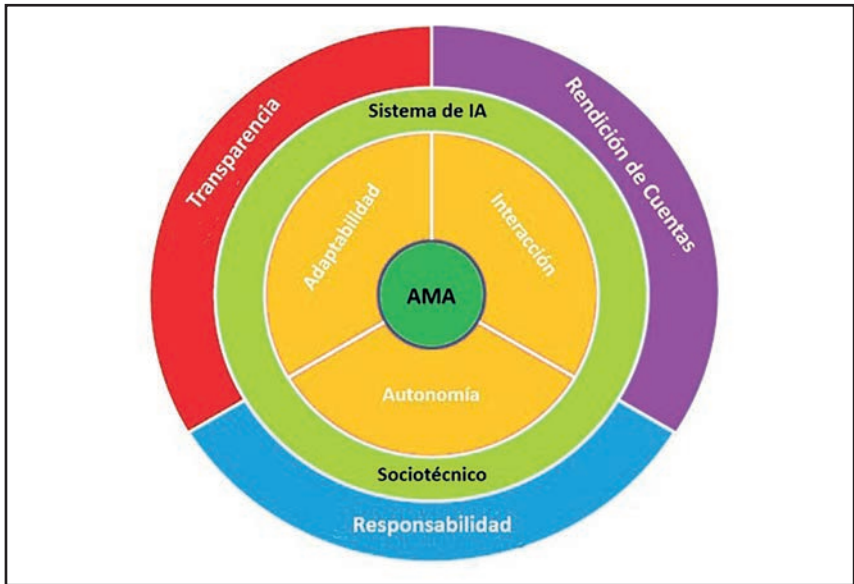 Transparencia
Rendición de Cuentas
Sistema de IA
Adaptabilidad
Interacción
AMA
Autonomía
Sociotécnico
Responsabilidad